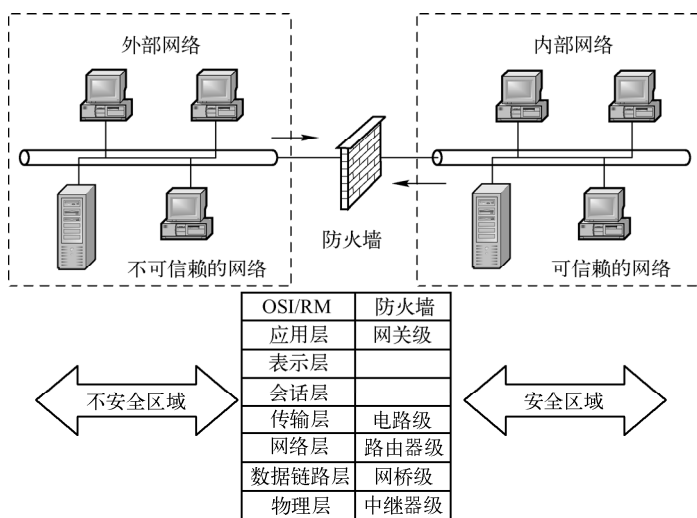 外部网络
内部网络
防火墙
不可信赖的网络
可信赖的网络
OSI/RM 防火墙
应用层 网关级
表示层
会话层
传输层 电路级
网络层 路由器级
数据链路层 网桥级
物理层 中继器级
不安全区域
安全区域